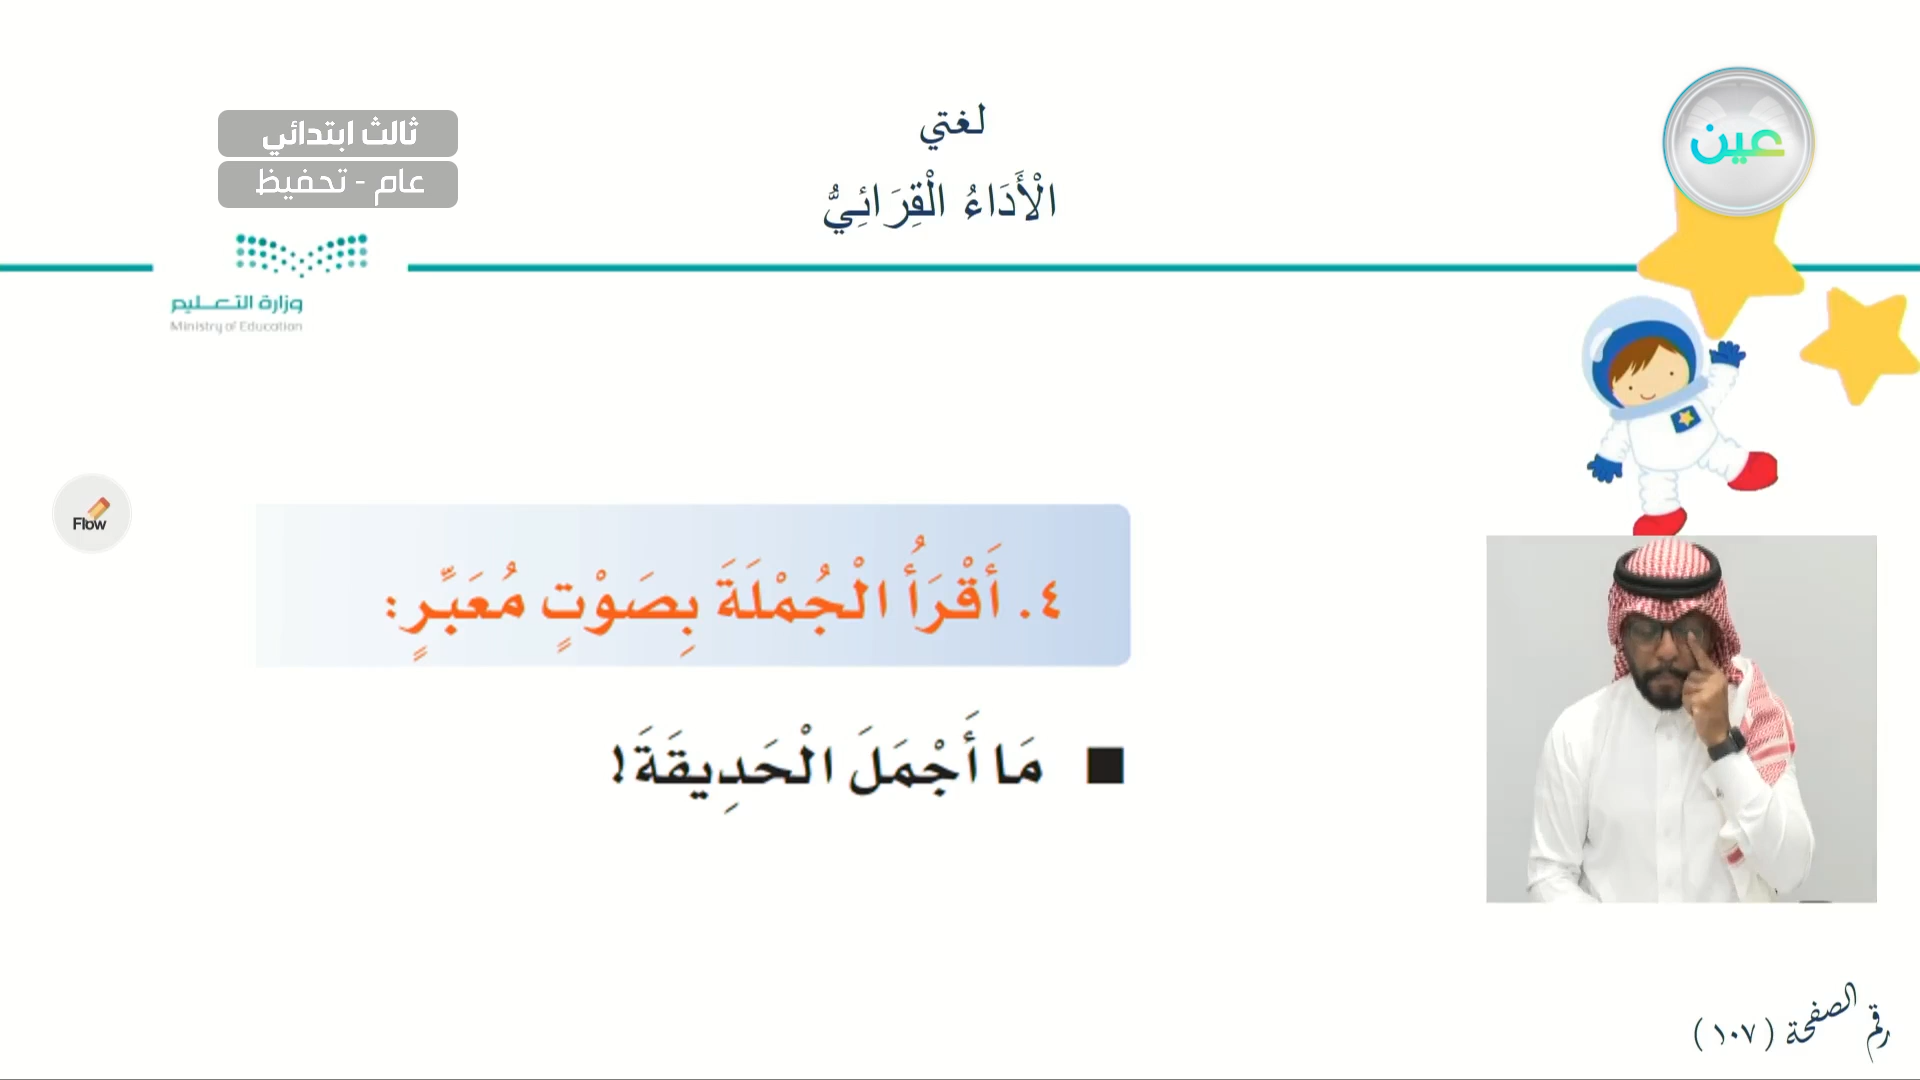 لغتي
الْأَدَاءُ الْقِرَائِيُّ
عين
ثالث ابتدائي
عام - تحفيظ
وزارة التعليم
Ministry of Education
Flow
٤. أَقْرَأُ الْجُمْلَةَ بِصَوْتٍ مُعَبِّرٍ:
■ مَا أَجْمَلَ الْحَدِيقَةَ!
رقم الصفحة (١٠٧)